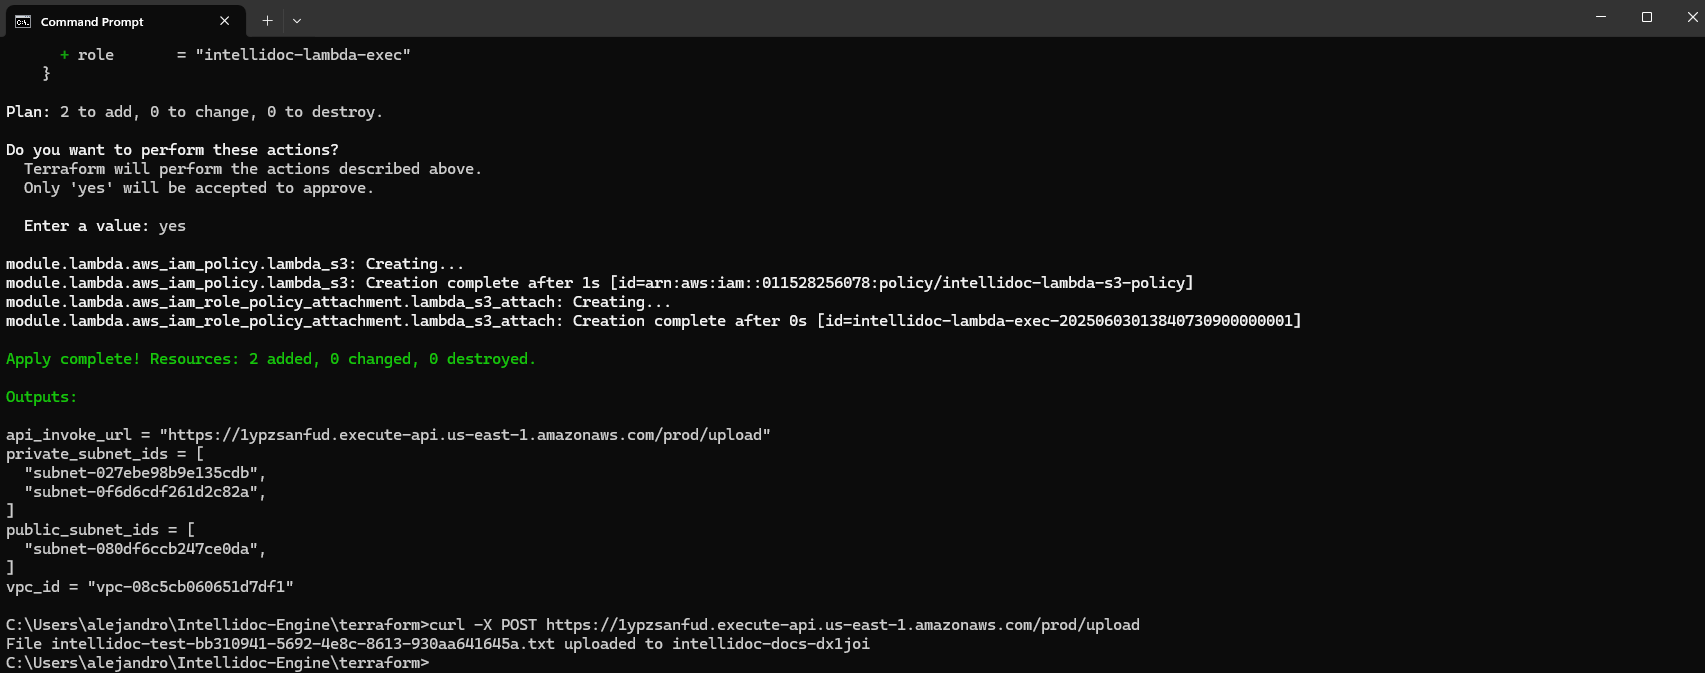 Command Prompt
+ role       = "intellidoc-lambda-exec"
}
Plan: 2 to add, 0 to change, 0 to destroy.
Do you want to perform these actions?
Terraform will perform the actions described above.
Only 'yes' will be accepted to approve.
Enter a value: yes
module.lambda.aws_iam_policy.lambda_s3: Creating...
module.lambda.aws_iam_policy.lambda_s3: Creation complete after 1s [id=arn:aws:iam::011528256078:policy/intellidoc-lambda-s3-policy]
module.lambda.aws_iam_role_policy_attachment.lambda_s3_attach: Creating...
module.lambda.aws_iam_role_policy_attachment.lambda_s3_attach: Creation complete after 0s [id=intellidoc-lambda-exec-20250603013840730900000001]
Apply complete! Resources: 2 added, 0 changed, 0 destroyed.
Outputs:
api_invoke_url = "https://1ypzsanfud.execute-api.us-east-1.amazonaws.com/prod/upload"
private_subnet_ids = [
"subnet-027ebe98b9e135cdb",
"subnet-0f6d6cdf261d2c82a",
]
public_subnet_ids = [
"subnet-080df6ccb247ce0da",
]
vpc_id = "vpc-08c5cb060651d7df1"
C:\Users\alejandro\Intellidoc-Engine\terraform>curl -X POST https://1ypzsanfud.execute-api.us-east-1.amazonaws.com/prod/upload
File intellidoc-test-bb310941-5692-4e8c-8613-930aa641645a.txt uploaded to intellidoc-docs-dx1joi
C:\Users\alejandro\Intellidoc-Engine\terraform>